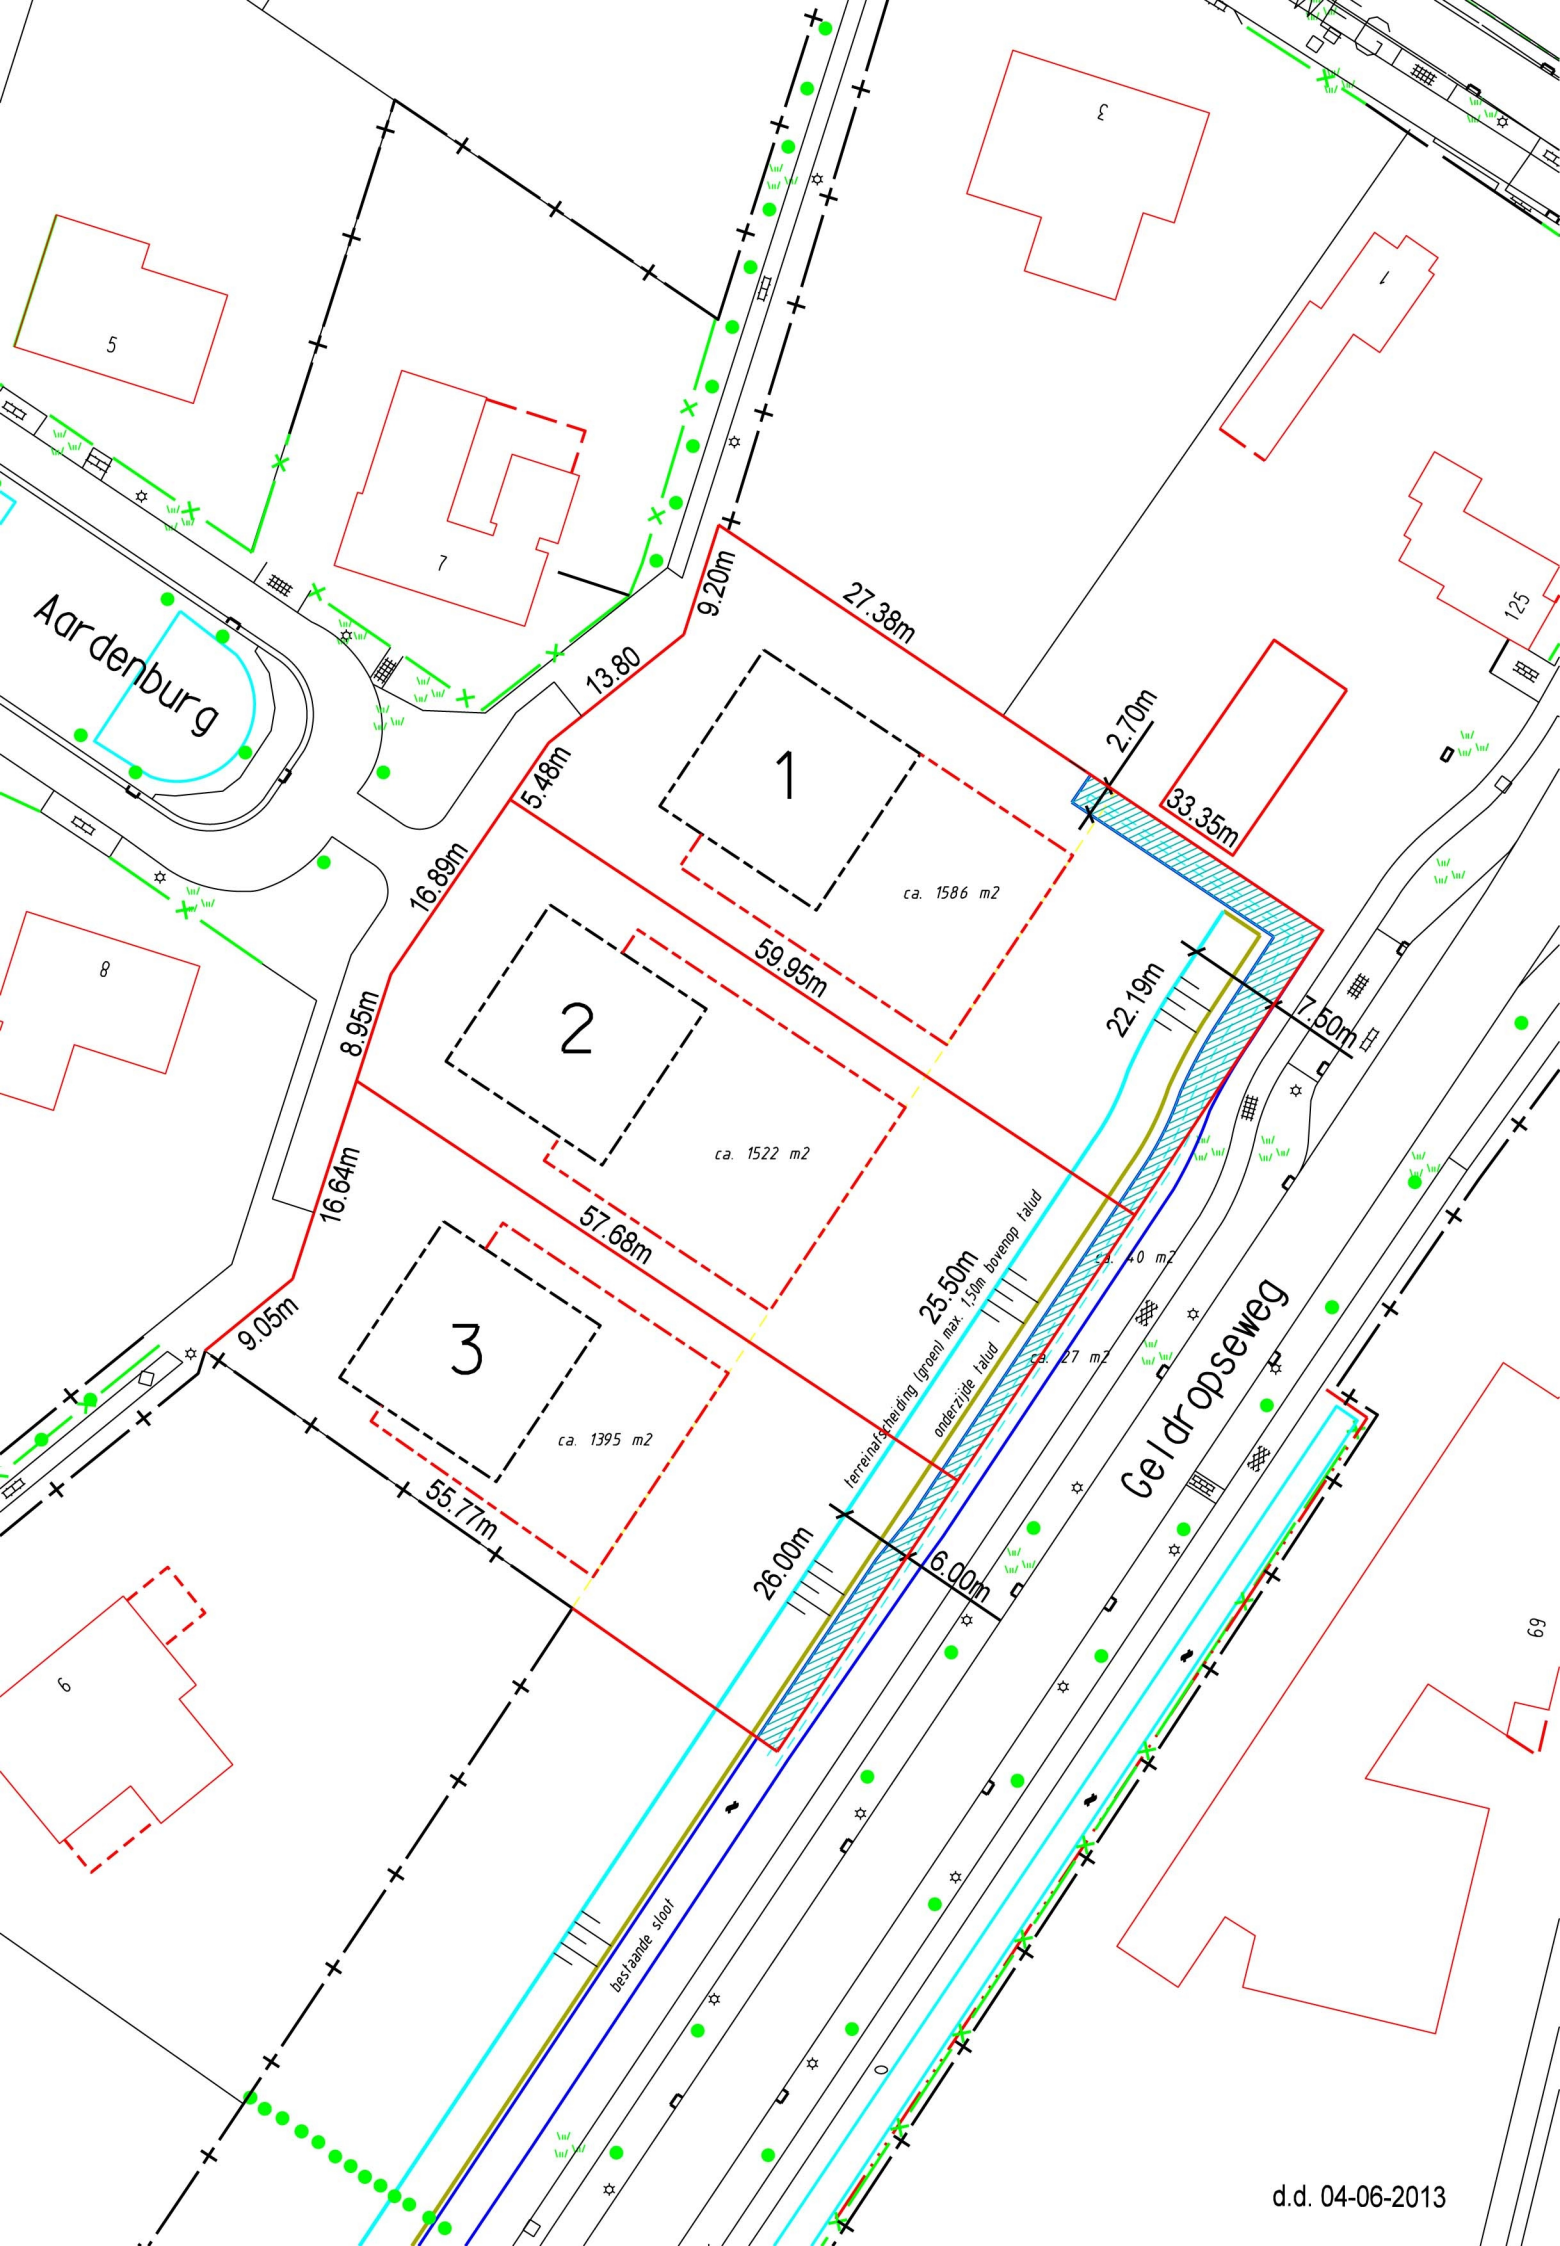 3
1
5
7
125
Aardenburg
9.20m
27.38m
13.80
2.70m
5.48m
33.35m
1
ca. 1586 m2
16.89m
59.95m
8
22.19m
7.50m
2
8.95m
ca. 1522 m2
16.64m
57.68m
25.50m
terreinafscheiding (groen) max. 1,50m bovenop talud
onderzijde talud
ca. 40 m2
ca. 27 m2
Geldropseweg
9.05m
3
ca. 1395 m2
55.77m
26.00m
6.00m
69
bestaande sloot
0
d.d. 04-06-2013